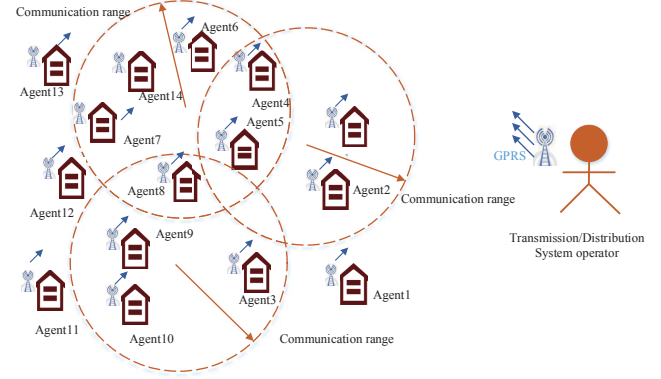 Communication range
Agent6
Agent13
Agent14
Agent4
Agent5
Agent7
GPRS
Agent8
Agent2
Communication range
Agent12
Agent9
Transmission/Distribution
System operator
Agent3
Agent1
Agent11
Agent10
Communication range